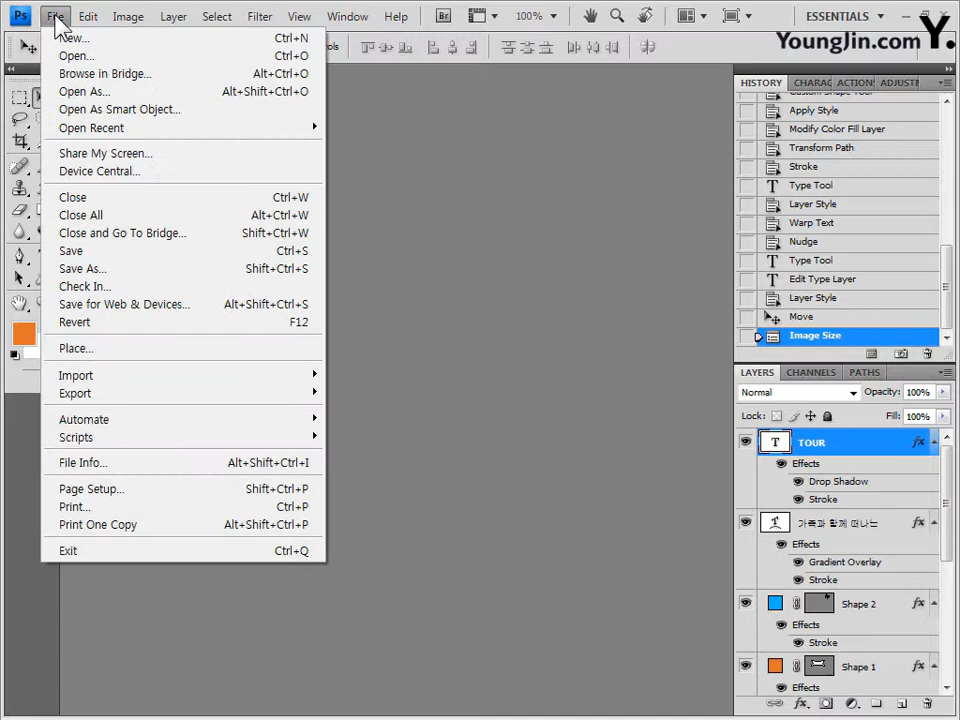 Ps File Edit Image Layer Select Filter View Window Help Br 100% ESSENTIALS
YoungJin.com Y.
New... Ctrl+N
Open... Ctrl+O
Browse in Bridge... Alt+Ctrl+O
Open As... Alt+Shift+Ctrl+O
Open As Smart Object...
Open Recent
Share My Screen...
Device Central...
Close Ctrl+W
Close All Alt+Ctrl+W
Close and Go To Bridge... Shift+Ctrl+W
Save Ctrl+S
Save As... Shift+Ctrl+S
Check In...
Save for Web & Devices... Alt+Shift+Ctrl+S
Revert F12
Place...
Import
Export
Automate
Scripts
File Info... Alt+Shift+Ctrl+I
Page Setup... Shift+Ctrl+P
Print... Ctrl+P
Print One Copy Alt+Shift+Ctrl+P
Exit Ctrl+Q
HISTORY CHARAC ACTION ADJUSTI
Custom Shape Tool
Apply Style
Modify Color Fill Layer
Transform Path
Stroke
Type Tool
Layer Style
Warp Text
Nudge
Type Tool
Edit Type Layer
Layer Style
Move
Image Size
LAYERS CHANNELS PATHS
Normal Opacity: 100%
Lock: Fill: 100%
T TOUR fx
Effects
Drop Shadow
Stroke
T 가족과 함께 떠나는 fx
Effects
Gradient Overlay
Stroke
Shape 2 fx
Effects
Stroke
Shape 1 fx
Effects